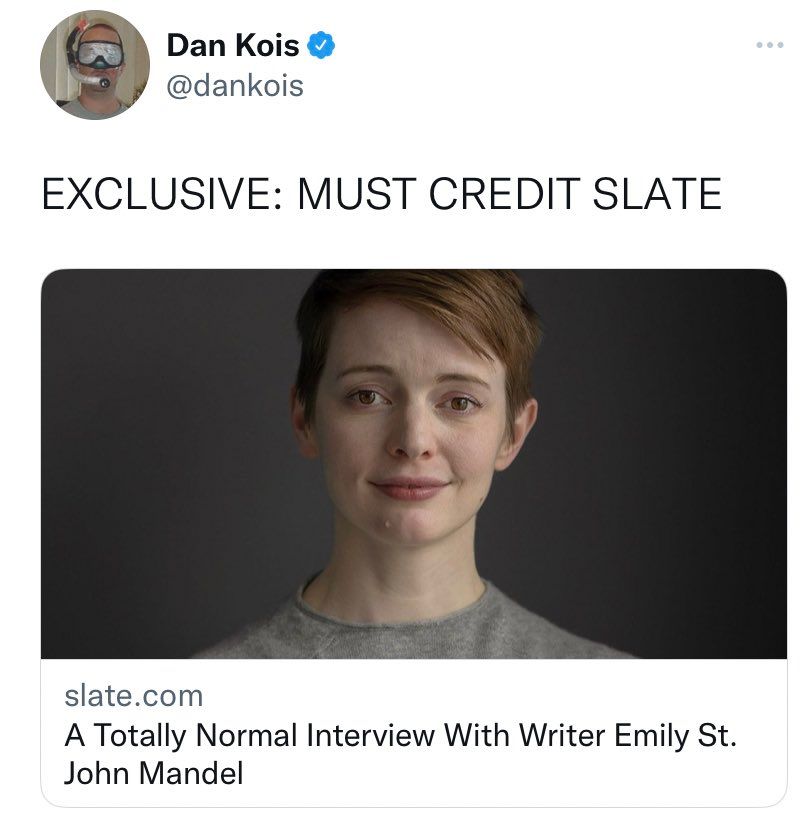 Dan Kois
@dankois
EXCLUSIVE: MUST CREDIT SLATE
slate.com
A Totally Normal Interview With Writer Emily St.
John Mandel